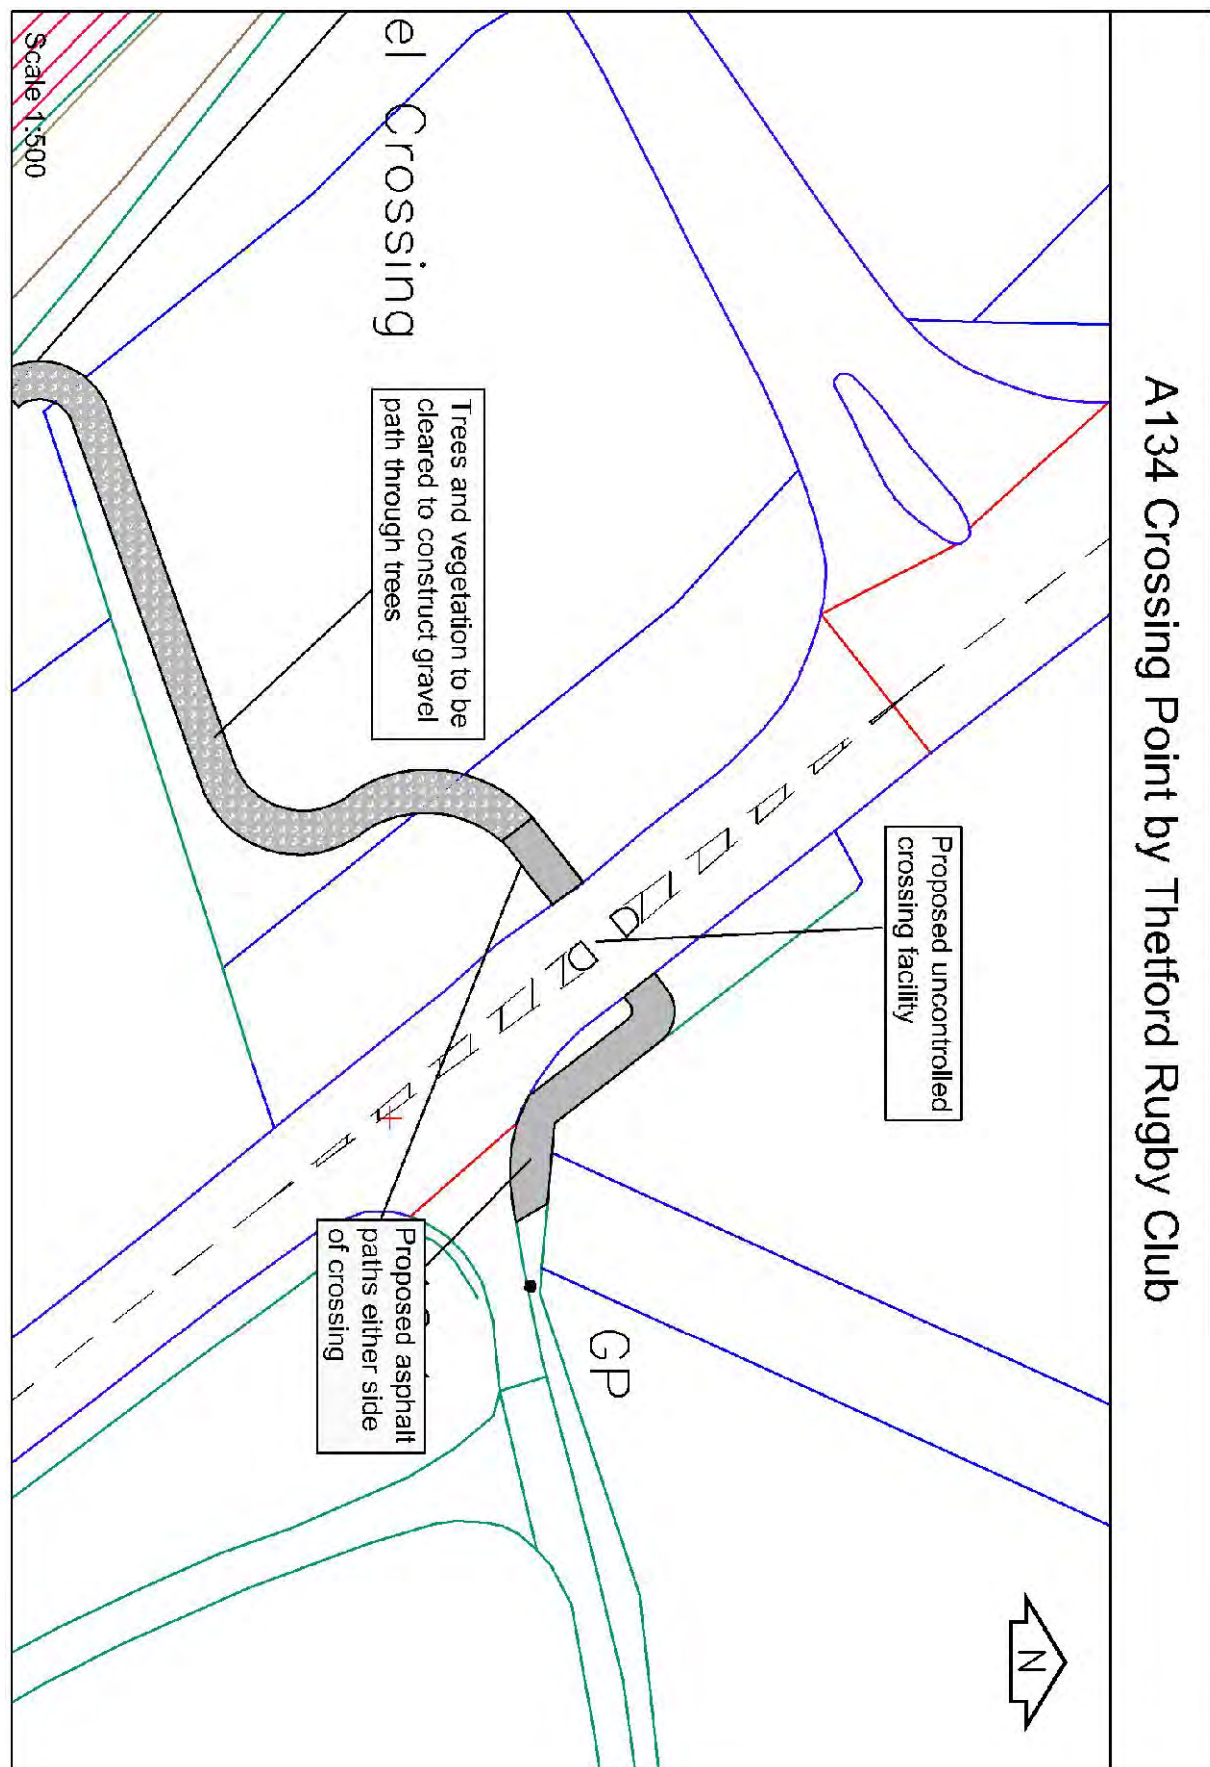 A134 Crossing Point by Thetford Rugby Club
N
Proposed uncontrolled
crossing facility
GP
el Crossing
Trees and vegetation to be
cleared to construct gravel
path through trees
Proposed asphalt
paths either side
of crossing
Scale 1:500